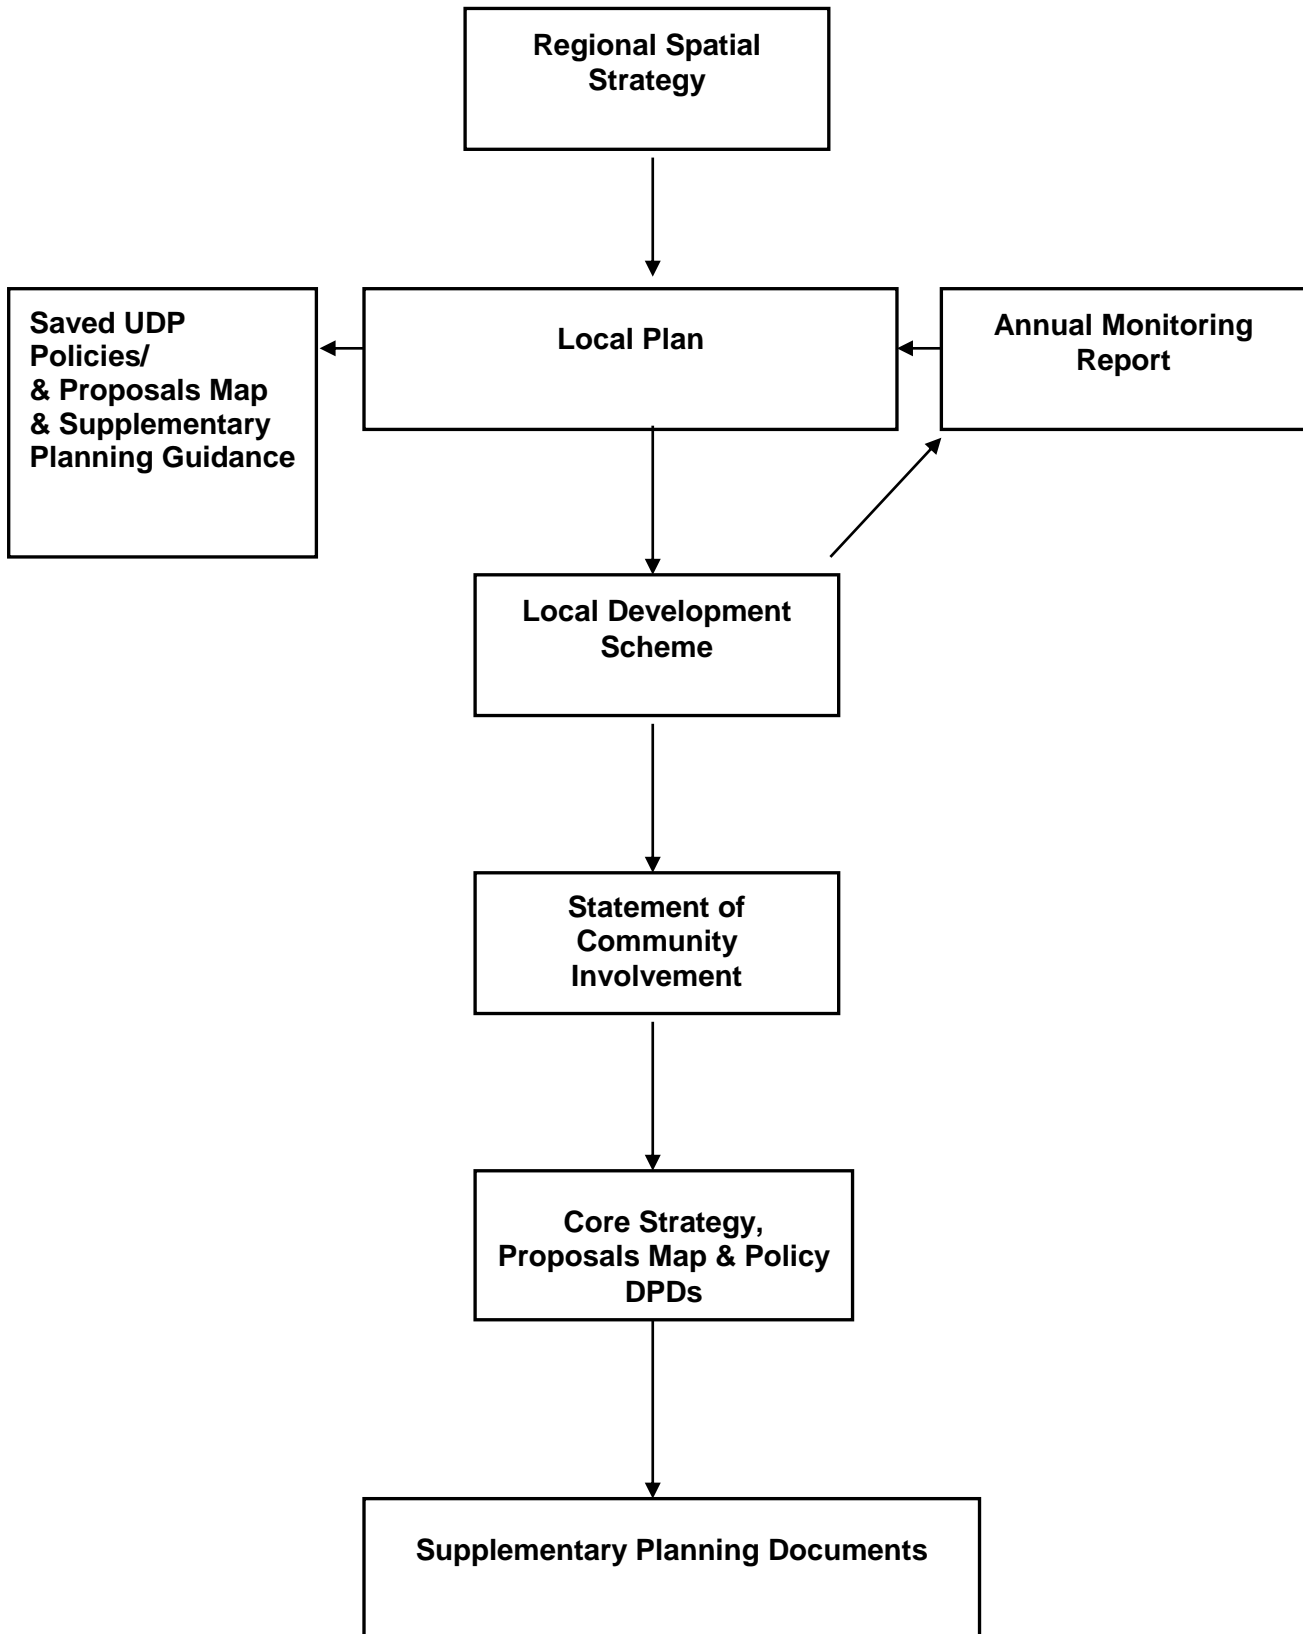 Regional Spatial
Strategy
Saved UDP
Policies/
& Proposals Map
& Supplementary
Planning Guidance
Local Plan
Annual Monitoring
Report
Local Development
Scheme
Statement of
Community
Involvement
Core Strategy,
Proposals Map & Policy
DPDs
Supplementary Planning Documents